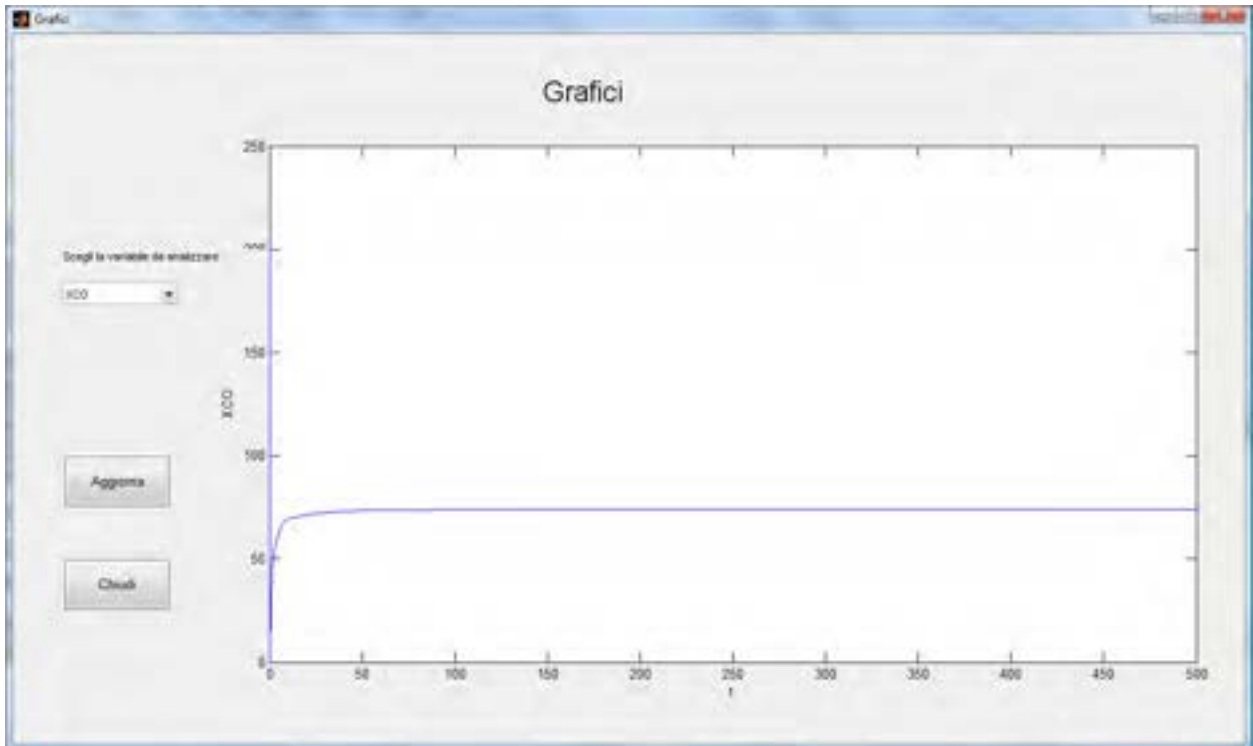 Grafici
Grafici
250
200
Scegli la variabile da analizzare
XCO
150
XCO
100
Aggiorna
50
Chiudi
0
0 50 100 150 200 250 300 350 400 450 500
t